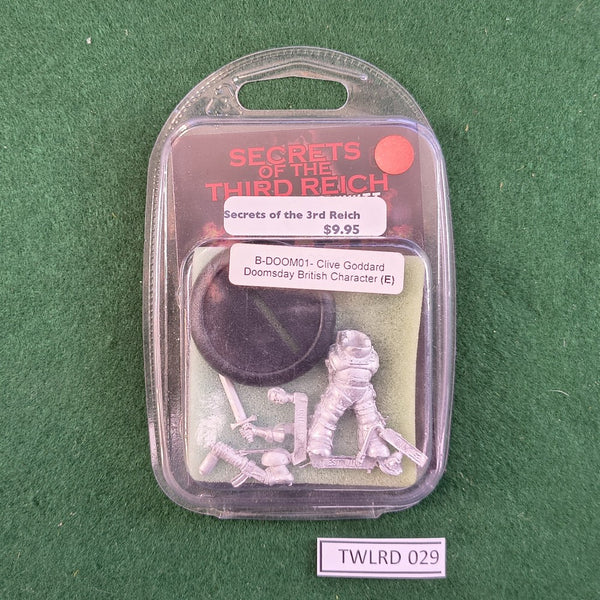 SECRETS
OF THE
THIRD REICH
Secrets of the 3rd Reich
$9.95
B-DOOM01- Clive Goddard
Doomsday British Character (E)
TWLRD 029